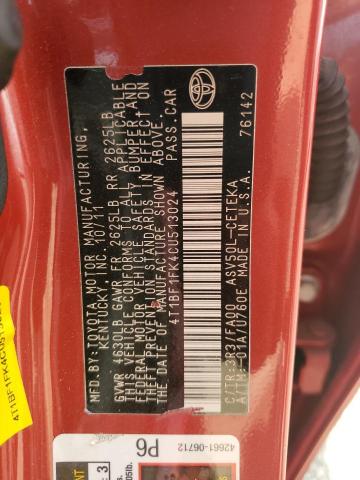 MFD. BY: TOYOTA MOTOR MANUFACTURING,
KENTUCKY, INC. 10/11
GVWR 4630LB GAWR FR 2625LB RR 2625LB
THIS VEHICLE CONFORMS TO ALL APPLICABLE
FEDERAL MOTOR VEHICLE SAFETY, BUMPER, AND
THEFT PREVENTION STANDARDS IN EFFECT ON
THE DATE OF MANUFACTURE SHOWN ABOVE.
4T1BF1FK4CU513024 PASS. CAR
TOYOTA
76142
C/TR: 3R3/FA00 ASV50L-CETEKA
A/TM: -01A/U760E MADE IN U.S.A.
4T1BF1FK4CU513024
42661-06712
P6
3